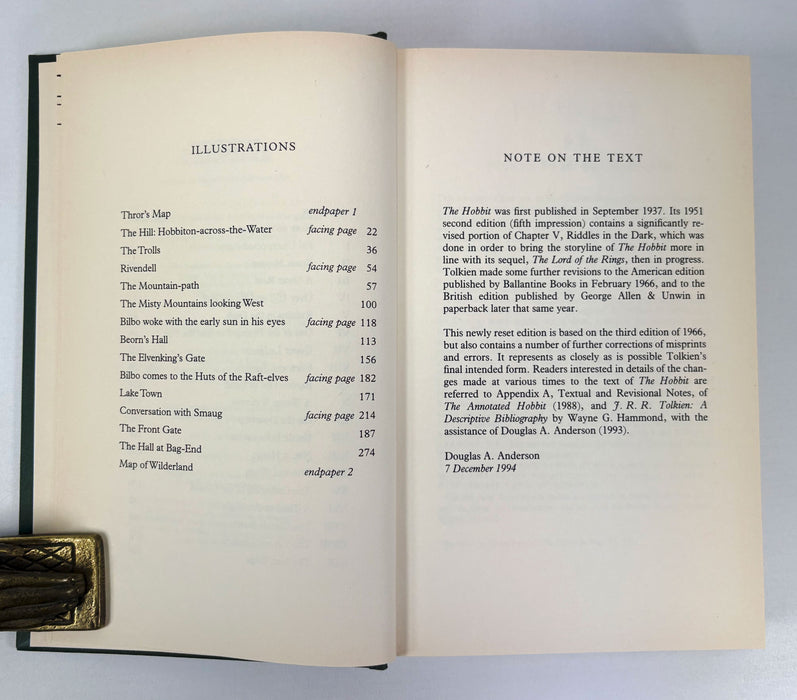 ILLUSTRATIONS
Thror's Map endpaper 1
The Hill: Hobbiton-across-the-Water facing page 22
The Trolls 36
Rivendell facing page 54
The Mountain-path 57
The Misty Mountains looking West 100
Bilbo woke with the early sun in his eyes facing page 118
Beorn's Hall 113
The Elvenking's Gate 156
Bilbo comes to the Huts of the Raft-elves facing page 182
Lake Town 171
Conversation with Smaug facing page 214
The Front Gate 187
The Hall at Bag-End 274
Map of Wilderland endpaper 2
NOTE ON THE TEXT
The Hobbit was first published in September 1937. Its 1951
second edition (fifth impression) contains a significantly re-
vised portion of Chapter V, Riddles in the Dark, which was
done in order to bring the storyline of The Hobbit more in
line with its sequel, The Lord of the Rings, then in progress.
Tolkien made some further revisions to the American edition
published by Ballantine Books in February 1966, and to the
British edition published by George Allen & Unwin in
paperback later that same year.
This newly reset edition is based on the third edition of 1966,
but also contains a number of further corrections of misprints
and errors. It represents as closely as is possible Tolkien's
final intended form. Readers interested in details of the chan-
ges made at various times to the text of The Hobbit are
referred to Appendix A, Textual and Revisional Notes, of
The Annotated Hobbit (1988), and J. R. R. Tolkien: A
Descriptive Bibliography by Wayne G. Hammond, with the
assistance of Douglas A. Anderson (1993).
Douglas A. Anderson
7 December 1994